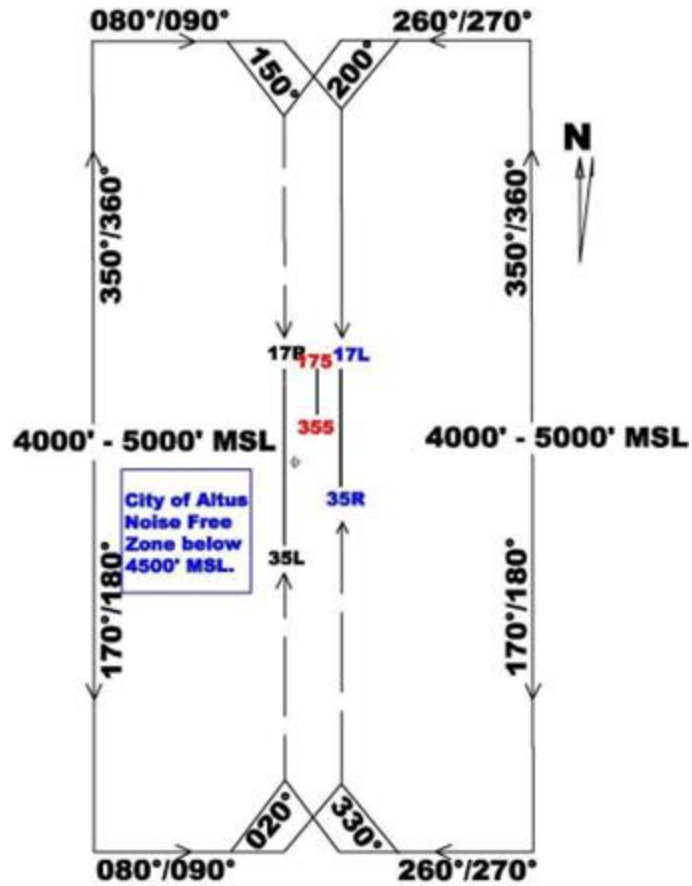 080°/090°
260°/270°
150°
200°
N
350°/360°
350°/360°
17R
175
17L
4000' - 5000' MSL
4000' - 5000' MSL
355
City of Altus
Noise Free
Zone below
4500' MSL.
35R
35L
170°/180°
170°/180°
020°
330°
080°/090°
260°/270°